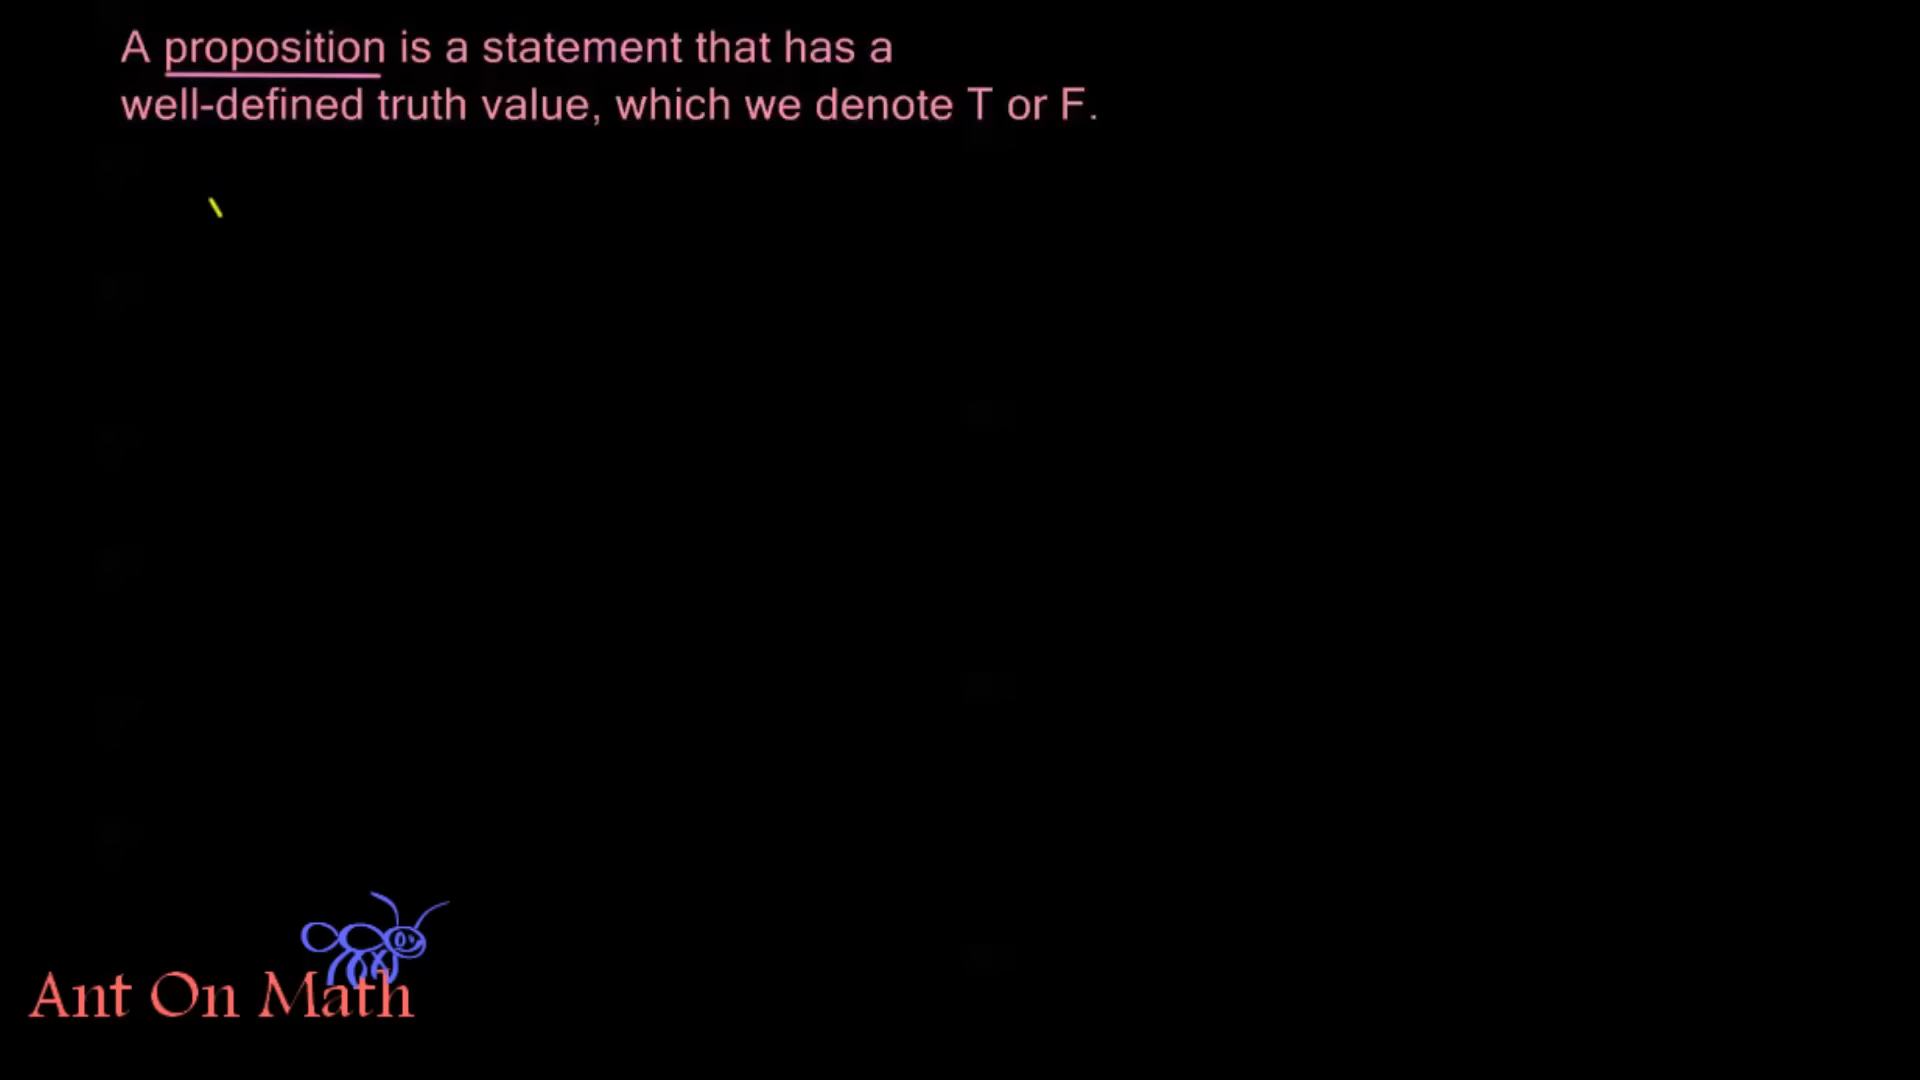 A proposition is a statement that has a
well-defined truth value, which we denote T or F.
Ant On Math